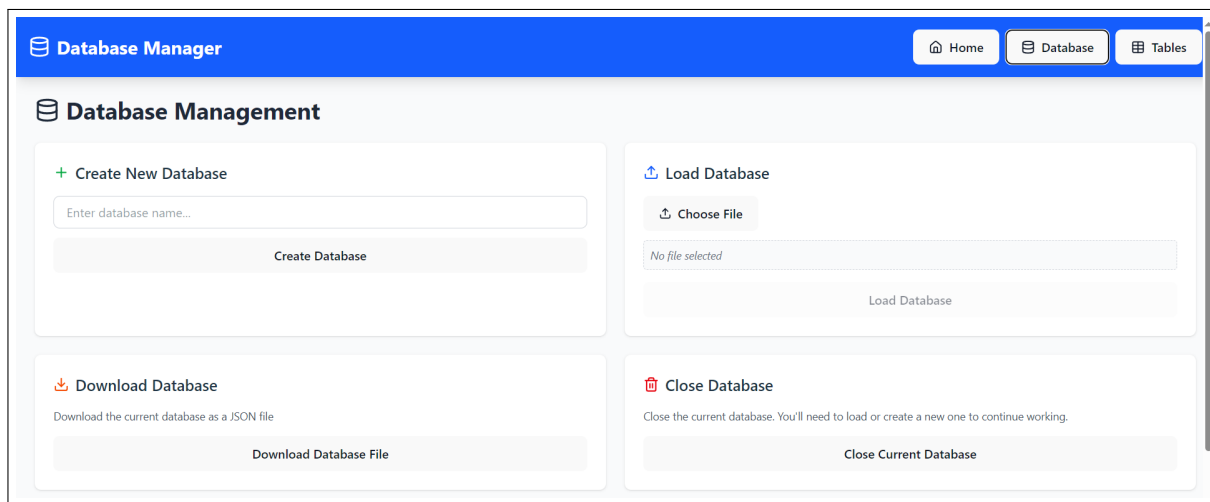 Database Manager
Home
Database
Tables
Database Management
Create New Database
Enter database name...
Create Database
Load Database
Choose File
No file selected
Load Database
Download Database
Download the current database as a JSON file
Download Database File
Close Database
Close the current database. You'll need to load or create a new one to continue working.
Close Current Database